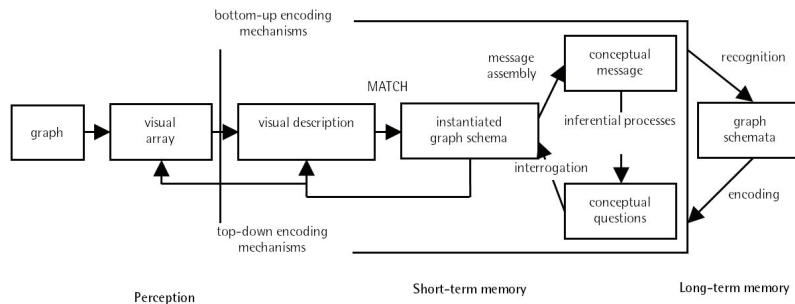 bottom-up encoding
mechanisms
message
assembly
conceptual
message
recognition
MATCH
graph
visual
array
visual description
instantiated
graph schema
inferential processes
graph
schemata
interrogation
conceptual
questions
encoding
top-down encoding
mechanisms
Perception
Short-term memory
Long-term memory